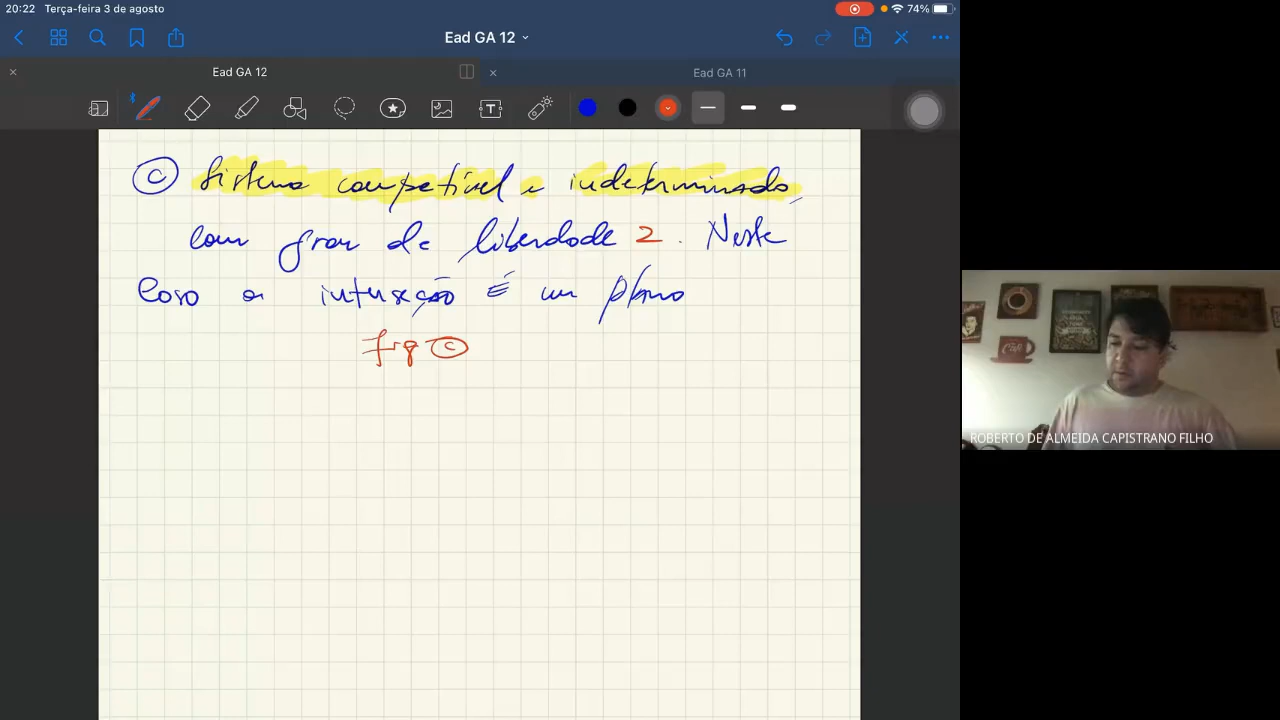 20:22 Terça-feira 3 de agosto 74%
Ead GA 12
Ead GA 12 Ead GA 11
© Sistema compatível e indeterminado
com grau de liberdade 2. Neste
Caso a interseção É um plano
fig ©
ROBERTO DE ALMEIDA CAPISTRANO FILHO